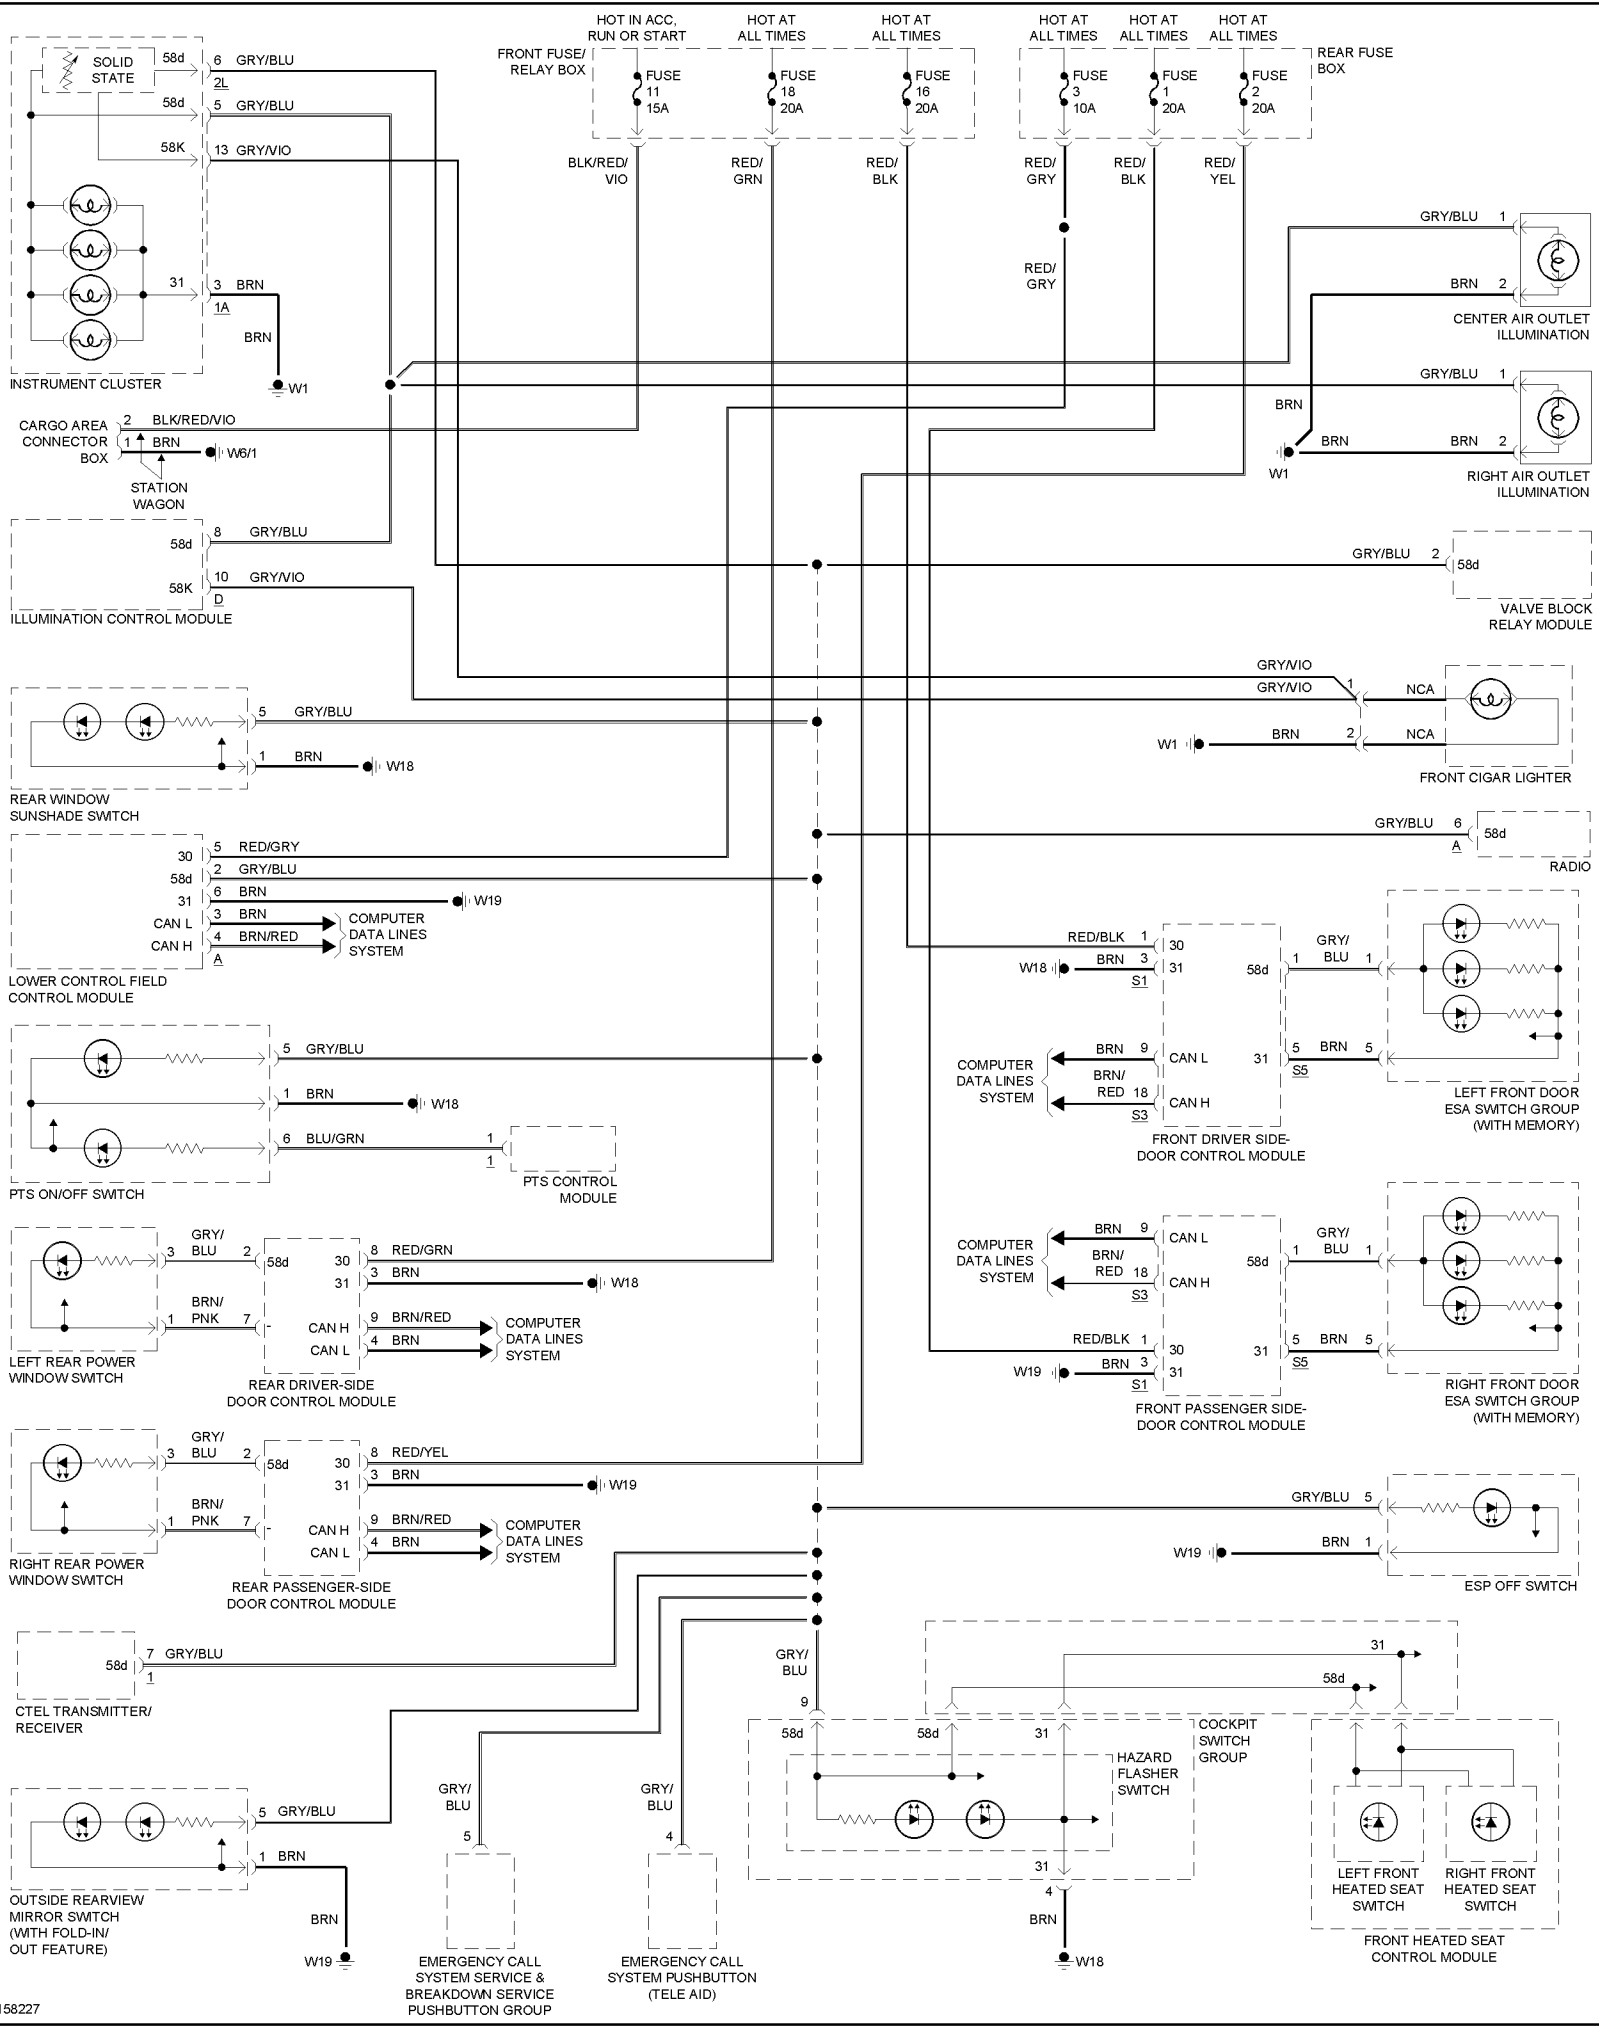 HOT IN ACC,
RUN OR START
HOT AT
ALL TIMES
HOT AT
ALL TIMES
HOT AT
ALL TIMES
HOT AT
ALL TIMES
HOT AT
ALL TIMES
FRONT FUSE/
RELAY BOX
FUSE
11
15A
FUSE
18
20A
FUSE
16
20A
FUSE
3
10A
FUSE
1
20A
FUSE
2
20A
REAR FUSE
BOX
BLK/RED/
VIO
RED/
GRN
RED/
BLK
RED/
GRY
RED/
BLK
RED/
YEL
RED/
GRY
SOLID
STATE
58d 6 GRY/BLU
2L
58d 5 GRY/BLU
58K 13 GRY/VIO
31 3 BRN
1A
BRN
W1
INSTRUMENT CLUSTER
GRY/BLU 1
BRN 2
CENTER AIR OUTLET
ILLUMINATION
GRY/BLU 1
BRN
BRN BRN 2
W1
RIGHT AIR OUTLET
ILLUMINATION
CARGO AREA
CONNECTOR
BOX
2 BLK/RED/VIO
1 BRN W6/1
STATION
WAGON
58d 8 GRY/BLU
58K 10 GRY/VIO
D
ILLUMINATION CONTROL MODULE
GRY/BLU 2 58d
VALVE BLOCK
RELAY MODULE
GRY/VIO
GRY/VIO 1 NCA
W1 BRN 2 NCA
FRONT CIGAR LIGHTER
5 GRY/BLU
1 BRN W18
REAR WINDOW
SUNSHADE SWITCH
GRY/BLU 6 58d
A
RADIO
30 5 RED/GRY
58d 2 GRY/BLU
31 6 BRN W19
CAN L 3 BRN
CAN H 4 BRN/RED
A
COMPUTER
DATA LINES
SYSTEM
LOWER CONTROL FIELD
CONTROL MODULE
RED/BLK 1 30
W18 BRN 3 31
S1
58d 1 GRY/
BLU 1
BRN 9 CAN L
BRN/
RED 18 CAN H
S3
COMPUTER
DATA LINES
SYSTEM
31 5 BRN 5
S5
LEFT FRONT DOOR
ESA SWITCH GROUP
(WITH MEMORY)
FRONT DRIVER SIDE-
DOOR CONTROL MODULE
5 GRY/BLU
1 BRN W18
6 BLU/GRN 1
1
PTS CONTROL
MODULE
PTS ON/OFF SWITCH
3 GRY/
BLU 2 58d
1 BRN/
PNK 7 -
LEFT REAR POWER
WINDOW SWITCH
30 8 RED/GRN
31 3 BRN W18
CAN H 9 BRN/RED
CAN L 4 BRN
COMPUTER
DATA LINES
SYSTEM
REAR DRIVER-SIDE
DOOR CONTROL MODULE
BRN 9 CAN L
BRN/
RED 18 CAN H
S3
COMPUTER
DATA LINES
SYSTEM
58d 1 GRY/
BLU 1
RED/BLK 1 30
W19 BRN 3 31
S1
31 5 BRN 5
S5
RIGHT FRONT DOOR
ESA SWITCH GROUP
(WITH MEMORY)
FRONT PASSENGER SIDE-
DOOR CONTROL MODULE
3 GRY/
BLU 2 58d
1 BRN/
PNK 7 -
RIGHT REAR POWER
WINDOW SWITCH
30 8 RED/YEL
31 3 BRN W19
CAN H 9 BRN/RED
CAN L 4 BRN
COMPUTER
DATA LINES
SYSTEM
REAR PASSENGER-SIDE
DOOR CONTROL MODULE
GRY/BLU 5
W19 BRN 1
ESP OFF SWITCH
58d 7 GRY/BLU
1
CTEL TRANSMITTER/
RECEIVER
GRY/
BLU
9
58d 58d 31
31
58d
COCKPIT
SWITCH
GROUP
HAZARD
FLASHER
SWITCH
31
4
BRN
W18
LEFT FRONT
HEATED SEAT
SWITCH
RIGHT FRONT
HEATED SEAT
SWITCH
FRONT HEATED SEAT
CONTROL MODULE
5 GRY/BLU
1 BRN
BRN
W19
OUTSIDE REARVIEW
MIRROR SWITCH
(WITH FOLD-IN/
OUT FEATURE)
GRY/
BLU
5
EMERGENCY CALL
SYSTEM SERVICE &
BREAKDOWN SERVICE
PUSHBUTTON GROUP
GRY/
BLU
4
EMERGENCY CALL
SYSTEM PUSHBUTTON
(TELE AID)
158227